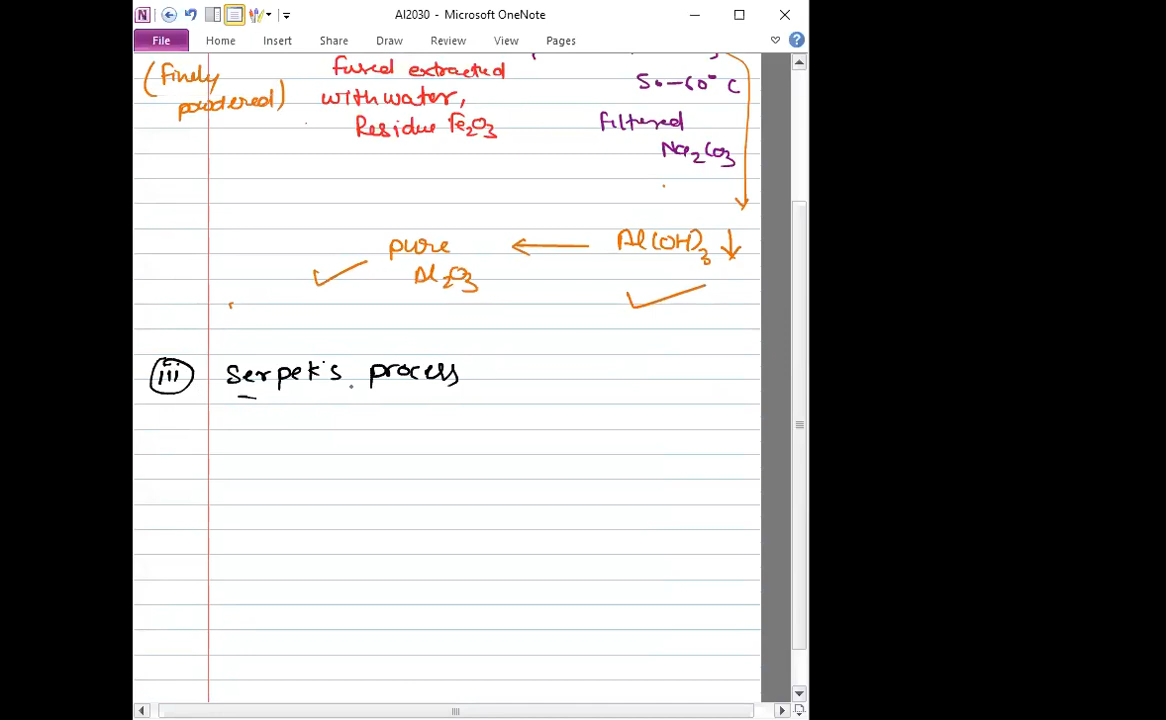 Al2030 - Microsoft OneNote
File Home Insert Share Draw Review View Pages
(finely powdered)
fused extracted
with water,
Residue Fe2O3
50-60° C
filtered
Na2CO3
pure Al2O3 ← Al(OH)3 ↓
(iii) Serpek's process